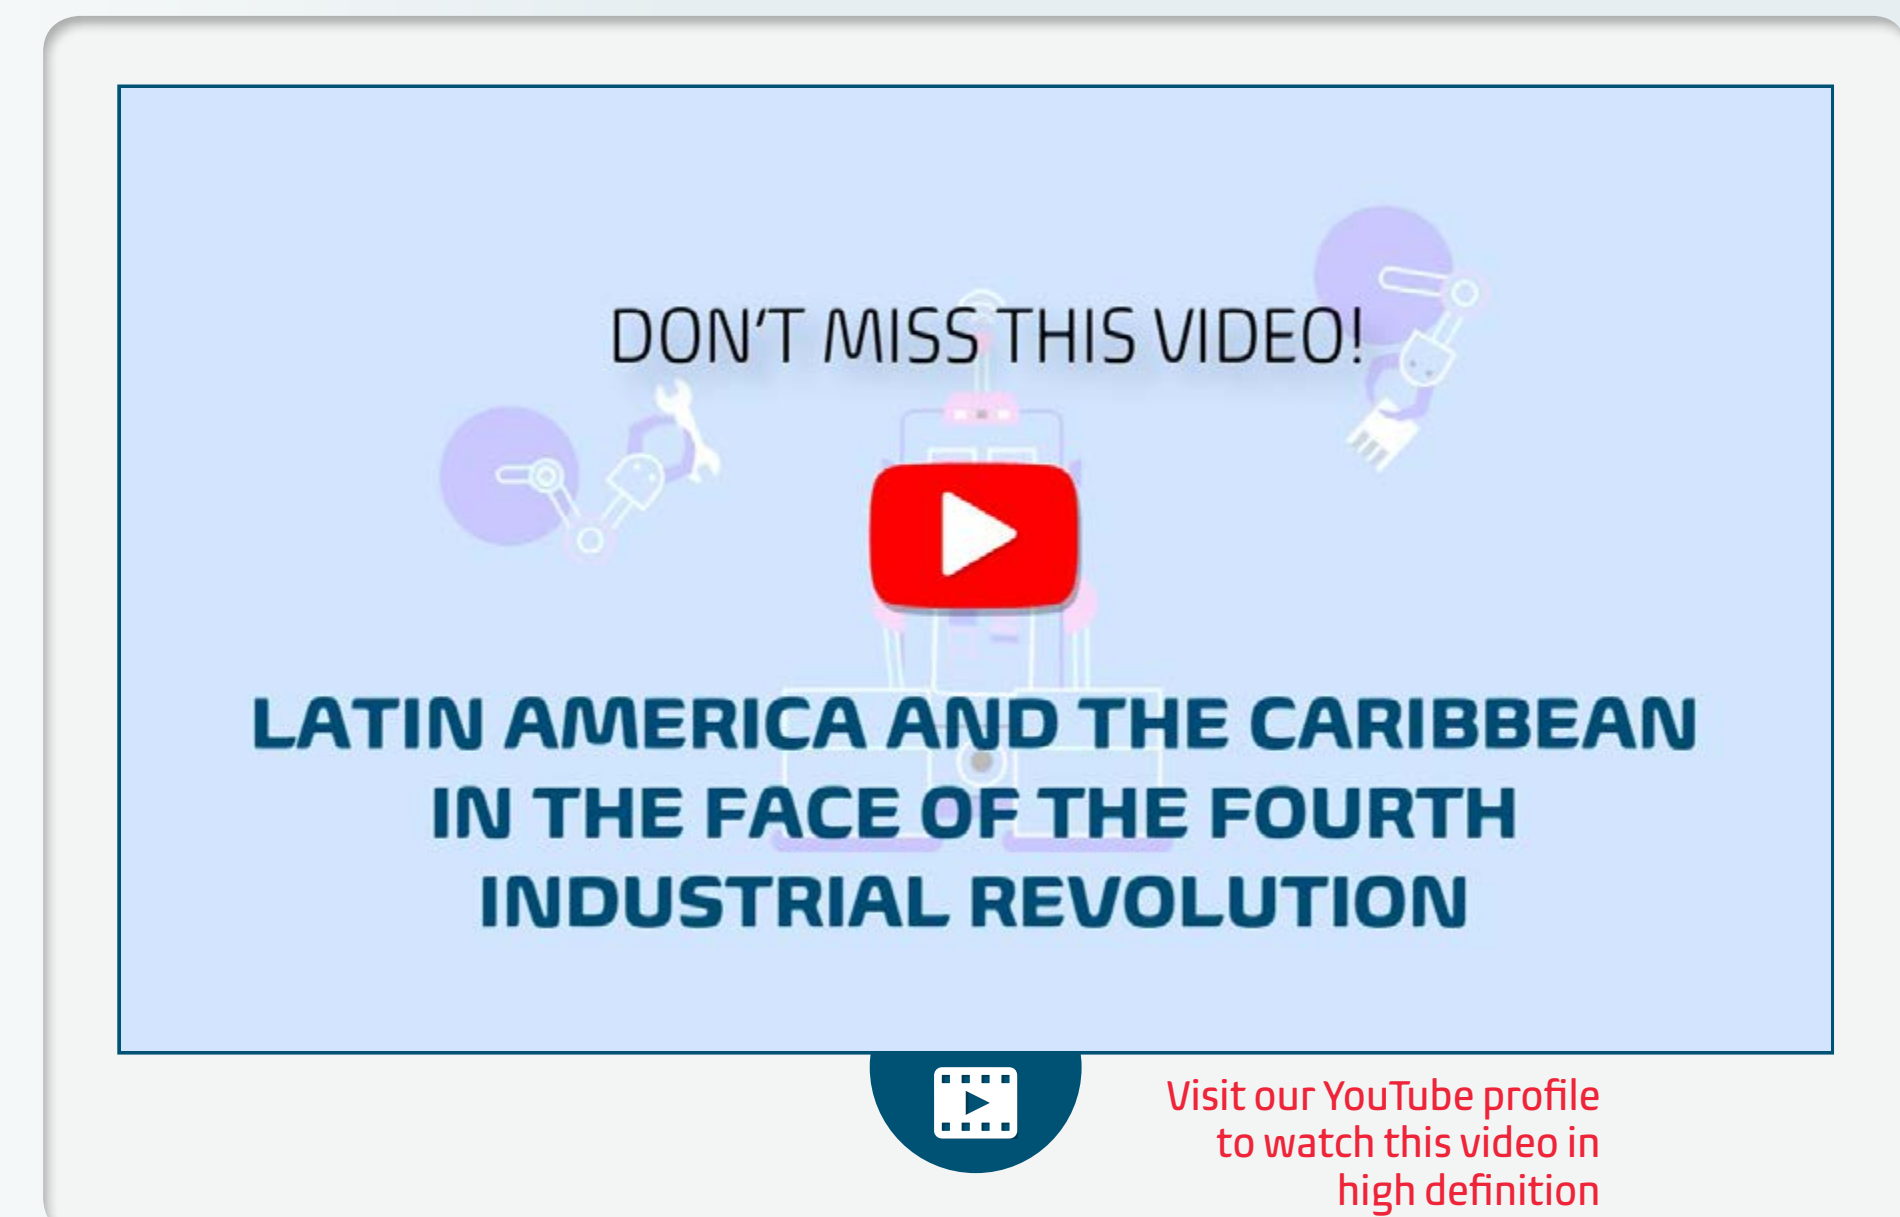 DON'T MISS THIS VIDEO!
LATIN AMERICA AND THE CARIBBEAN
IN THE FACE OF THE FOURTH
INDUSTRIAL REVOLUTION
Visit our YouTube profile
to watch this video in
high definition